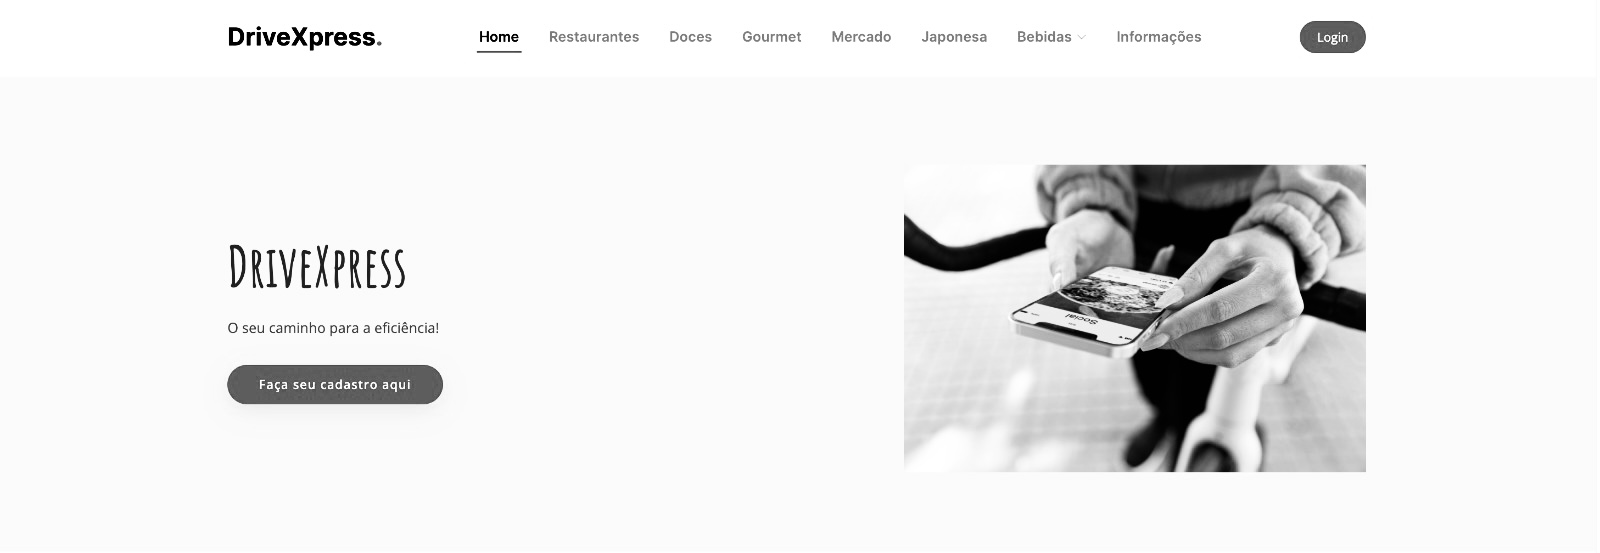 DriveXpress.
Home Restaurantes Doces Gourmet Mercado Japonesa Bebidas Informações
Login
DriveXpress
O seu caminho para a eficiência!
Faça seu cadastro aqui
Social